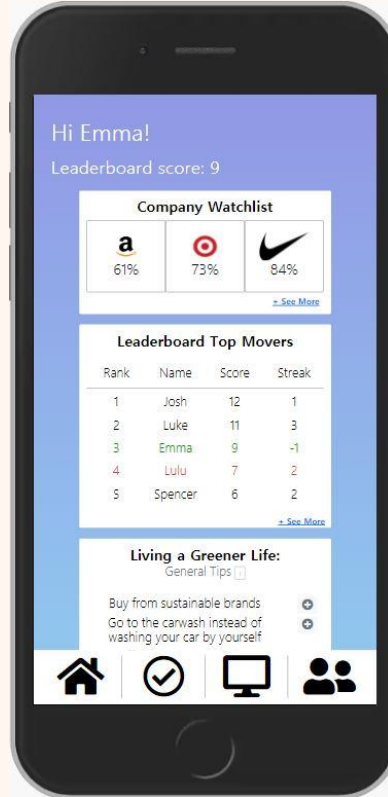 Hi Emma!
Leaderboard score: 9
Company Watchlist
a
61% 73% 84%
+ See More
Leaderboard Top Movers
Rank Name Score Streak
1 Josh 12 1
2 Luke 11 3
3 Emma 9 -1
4 Lulu 7 2
5 Spencer 6 2
+ See More
Living a Greener Life:
General Tips i
Buy from sustainable brands
Go to the carwash instead of
washing your car by yourself